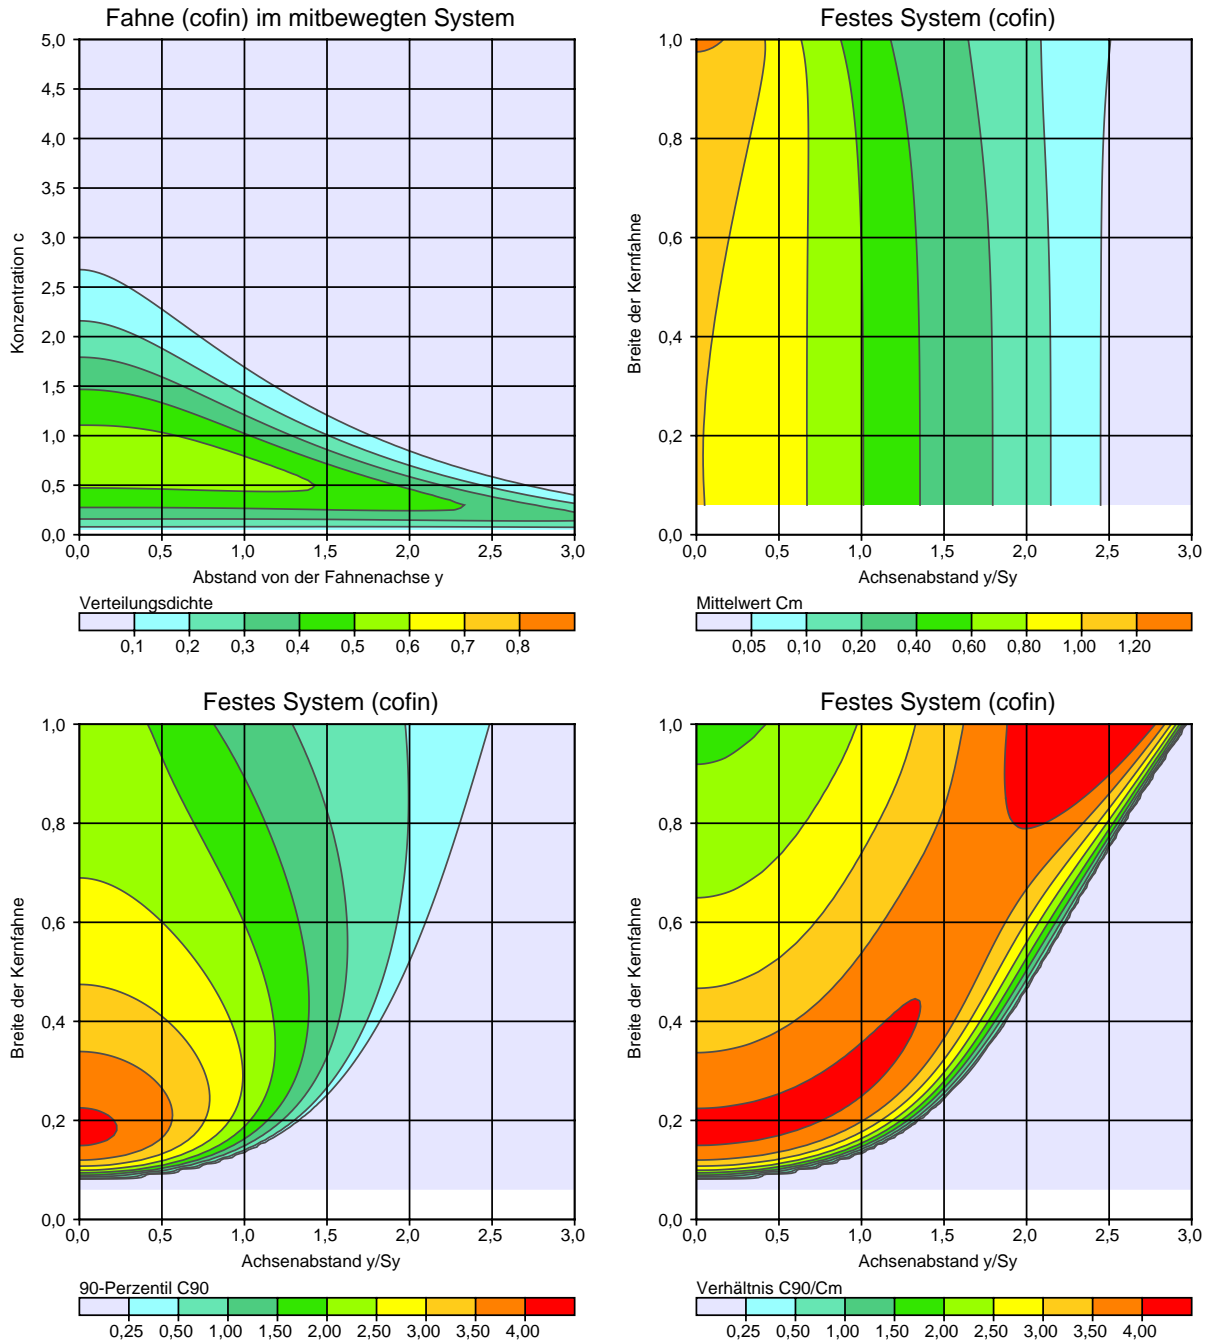 Fahne (cofin) im mitbewegten System
5,0
4,5
4,0
3,5
3,0
2,5
2,0
1,5
1,0
0,5
0,0
Konzentration c
0,0 0,5 1,0 1,5 2,0 2,5 3,0
Abstand von der Fahnenachse y
Verteilungsdichte
0,1 0,2 0,3 0,4 0,5 0,6 0,7 0,8
Festes System (cofin)
1,0
0,8
0,6
0,4
0,2
0,0
Breite der Kernfahne
0,0 0,5 1,0 1,5 2,0 2,5 3,0
Achsenabstand y/Sy
Mittelwert Cm
0,05 0,10 0,20 0,40 0,60 0,80 1,00 1,20
Festes System (cofin)
1,0
0,8
0,6
0,4
0,2
0,0
Breite der Kernfahne
0,0 0,5 1,0 1,5 2,0 2,5 3,0
Achsenabstand y/Sy
90-Perzentil C90
0,25 0,50 1,00 1,50 2,00 2,50 3,00 3,50 4,00
Festes System (cofin)
1,0
0,8
0,6
0,4
0,2
0,0
Breite der Kernfahne
0,0 0,5 1,0 1,5 2,0 2,5 3,0
Achsenabstand y/Sy
Verhältnis C90/Cm
0,25 0,50 1,00 1,50 2,00 2,50 3,00 3,50 4,00